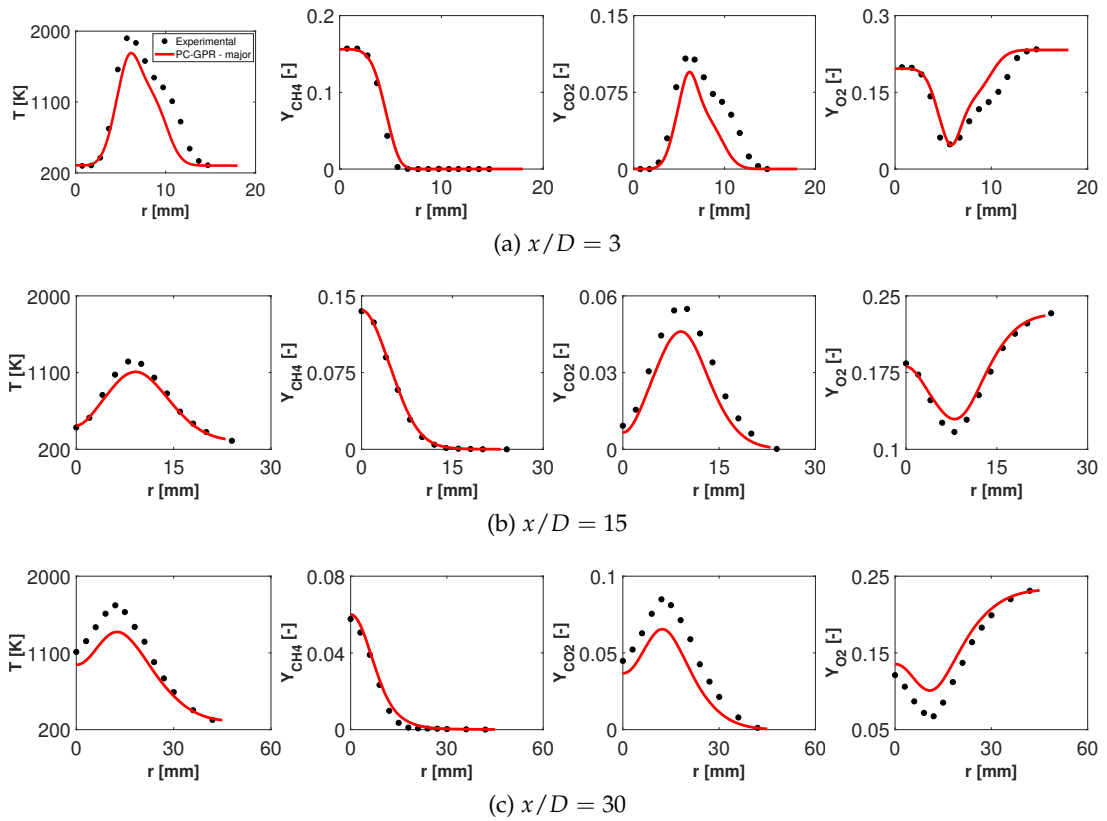 2000
1100
200
T [K]
Experimental
PC-GPR - major
0 10 20
r [mm]
0.2
0.1
0
Y_CH4 [-]
0 5 10 15 20
r [mm]
0.15
0.075
0
Y_CO2 [-]
0 5 10 15 20
r [mm]
0.3
0.15
0
Y_O2 [-]
0 10 20
r [mm]
(a) x/D = 3
2000
1100
200
T [K]
0 15 30
r [mm]
0.15
0.075
0
Y_CH4 [-]
0 15 30
r [mm]
0.06
0.03
0
Y_CO2 [-]
0 15 30
r [mm]
0.25
0.175
0.1
Y_O2 [-]
0 15 30
r [mm]
(b) x/D = 15
2000
1100
200
T [K]
0 30 60
r [mm]
0.08
0.04
0
Y_CH4 [-]
0 30 60
r [mm]
0.1
0.05
0
Y_CO2 [-]
0 30 60
r [mm]
0.25
0.15
0.05
Y_O2 [-]
0 30 60
r [mm]
(c) x/D = 30